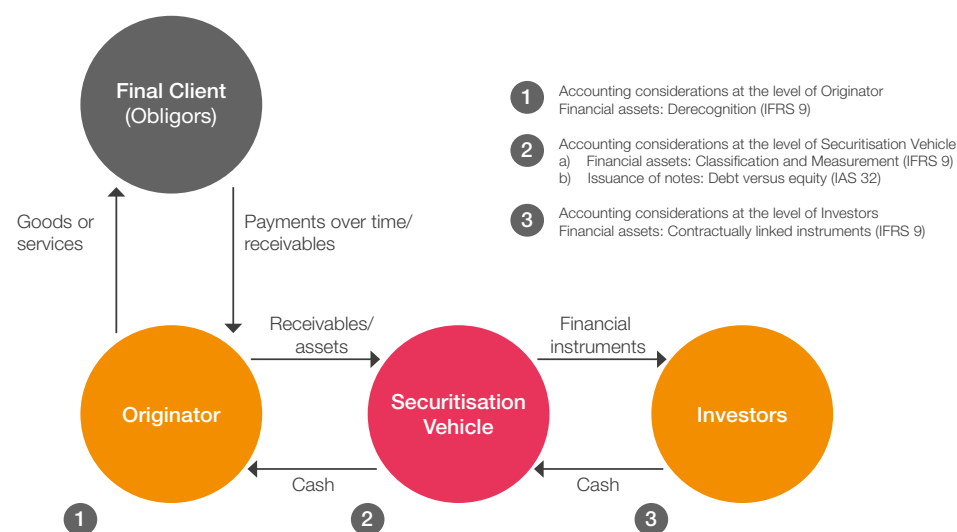 Final Client
(Obligors)
1
Accounting considerations at the level of Originator
Financial assets: Derecognition (IFRS 9)
2
Accounting considerations at the level of Securitisation Vehicle
a) Financial assets: Classification and Measurement (IFRS 9)
b) Issuance of notes: Debt versus equity (IAS 32)
3
Accounting considerations at the level of Investors
Financial assets: Contractually linked instruments (IFRS 9)
Goods or
services
Payments over time/
receivables
Receivables/
assets
Financial
instruments
Originator
Securitisation
Vehicle
Investors
Cash
Cash
1
2
3